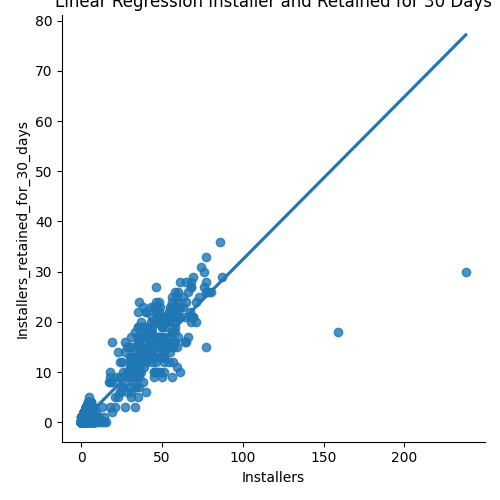 Linear Regression Installer and Retained for 30 Days
80
70
60
50
40
30
20
10
0
Installers_retained_for_30_days
0 50 100 150 200
Installers